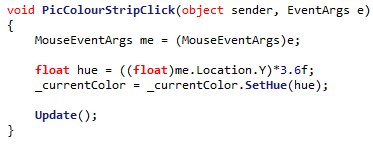 void PicColourStripClick(object sender, EventArgs e)
{
    MouseEventArgs me = (MouseEventArgs)e;
    float hue = ((float)me.Location.Y)*3.6f;
    _currentColor = _currentColor.SetHue(hue);
    Update();
}